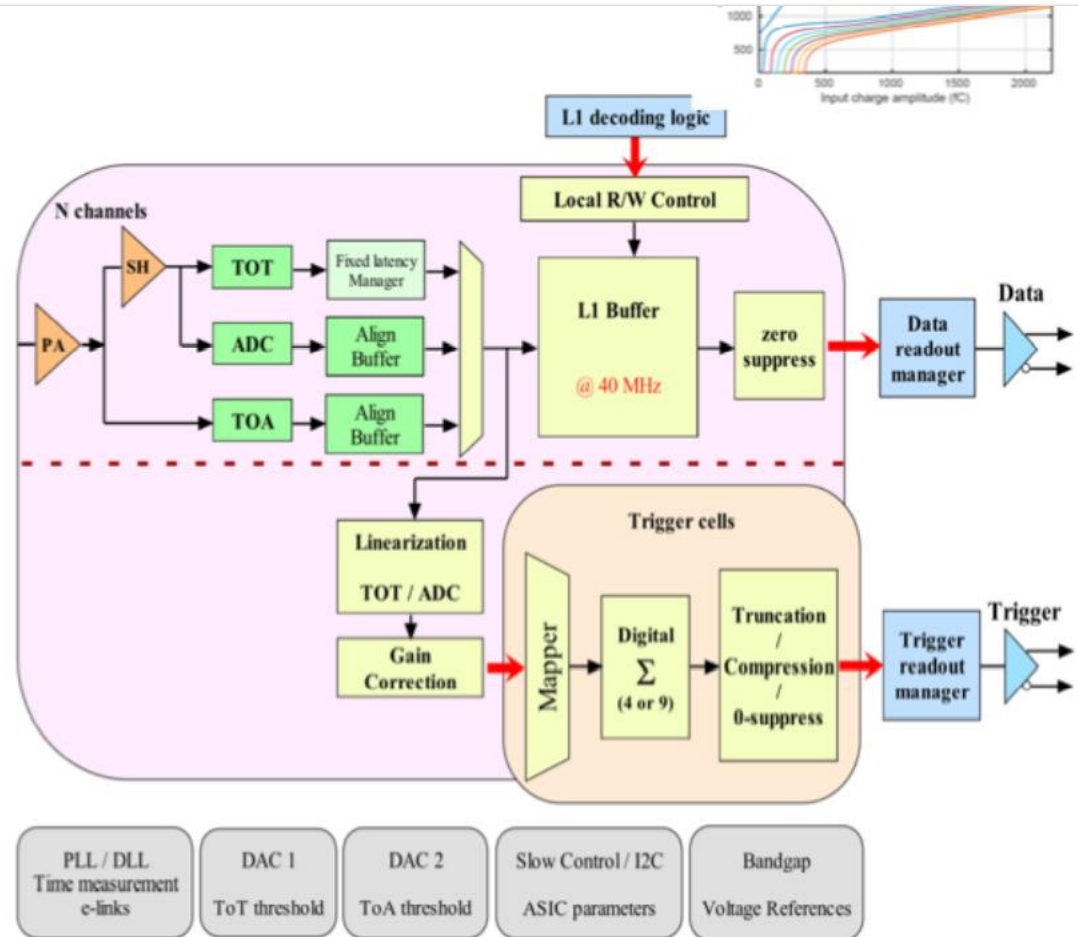 1000
500
0
500
1000
1500
2000
Input charge amplitude (fC)
L1 decoding logic
Local R/W Control
N channels
SH
TOT
Fixed latency
Manager
L1 Buffer
@ 40 MHz
zero
suppress
Data
readout
manager
Data
PA
ADC
Align
Buffer
TOA
Align
Buffer
Linearization
TOT / ADC
Gain
Correction
Trigger cells
Mapper
Digital
Σ
(4 or 9)
Truncation
/
Compression
/
0-suppress
Trigger
readout
manager
Trigger
PLL / DLL
Time measurement
e-links
DAC 1
ToT threshold
DAC 2
ToA threshold
Slow Control / I2C
ASIC parameters
Bandgap
Voltage References